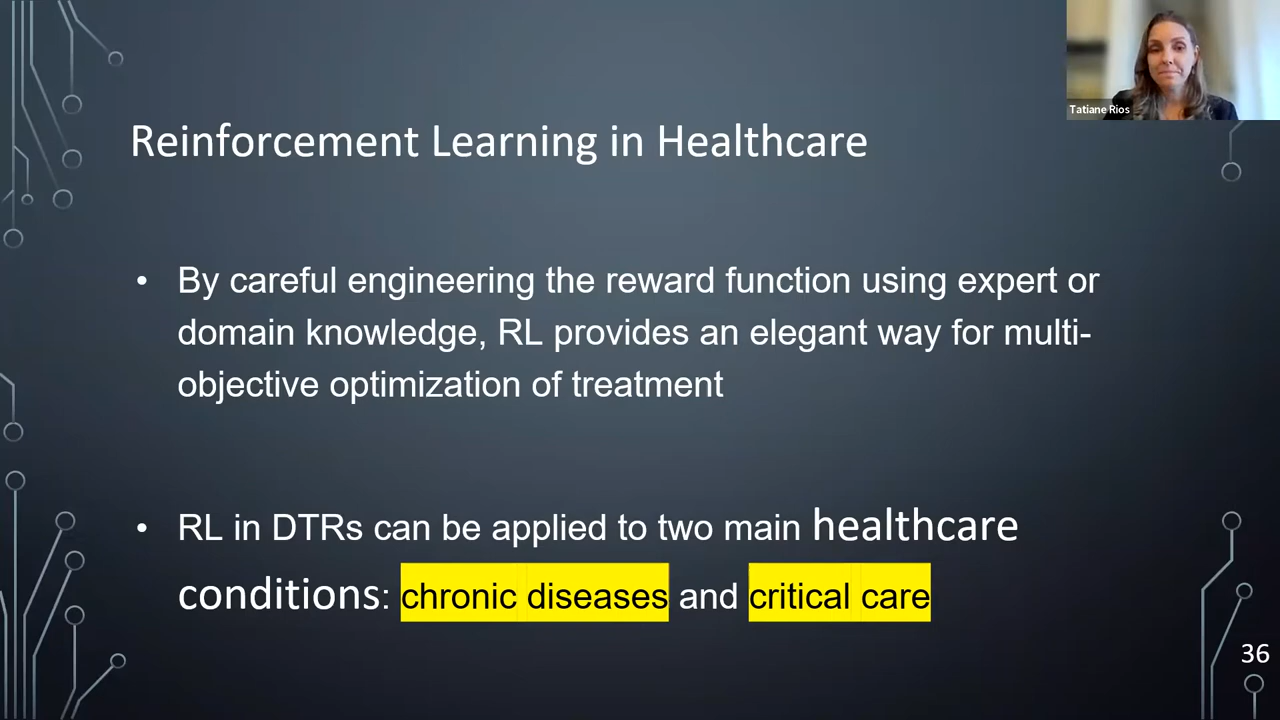 Tatiane Rios
Reinforcement Learning in Healthcare
• By careful engineering the reward function using expert or
domain knowledge, RL provides an elegant way for multi-
objective optimization of treatment
• RL in DTRs can be applied to two main healthcare
conditions: chronic diseases and critical care
36